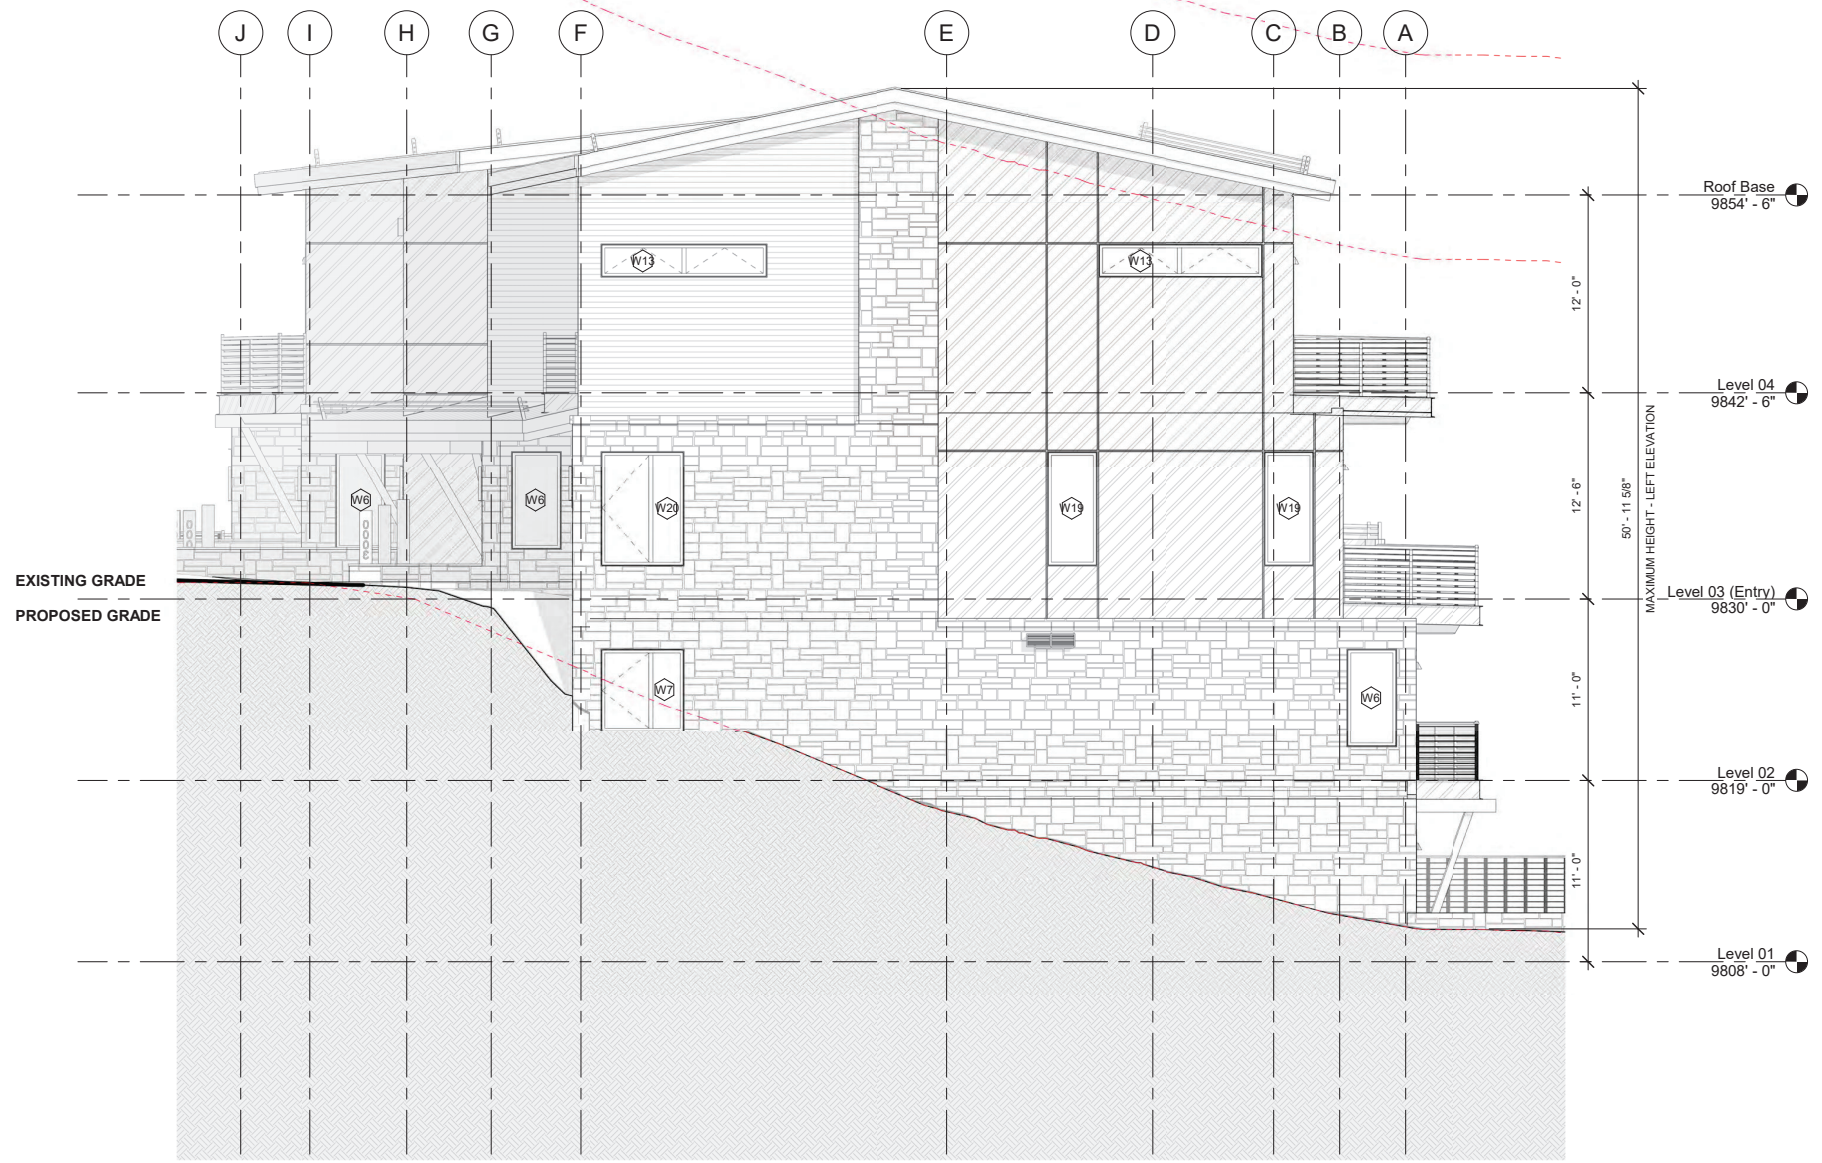 J I H G F E D C B A
Roof Base
9854' - 6"
W13 W13
12' - 0"
Level 04
9842' - 6"
MAXIMUM HEIGHT - LEFT ELEVATION
50' - 11 5/8"
12' - 6"
W6 W6 W20 W19 W19
EXISTING GRADE
Level 03 (Entry)
9830' - 0"
PROPOSED GRADE
W7 W6
11' - 0"
Level 02
9819' - 0"
11' - 0"
Level 01
9808' - 0"